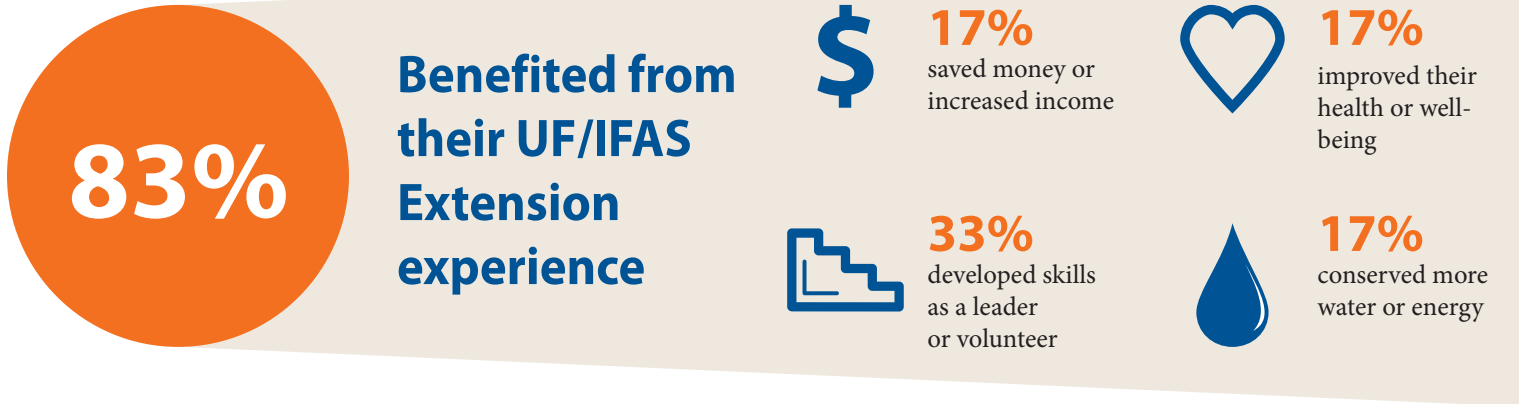 83%
Benefited from
their UF/IFAS
Extension
experience
$
17%
saved money or
increased income
17%
improved their
health or well-
being
33%
developed skills
as a leader
or volunteer
17%
conserved more
water or energy